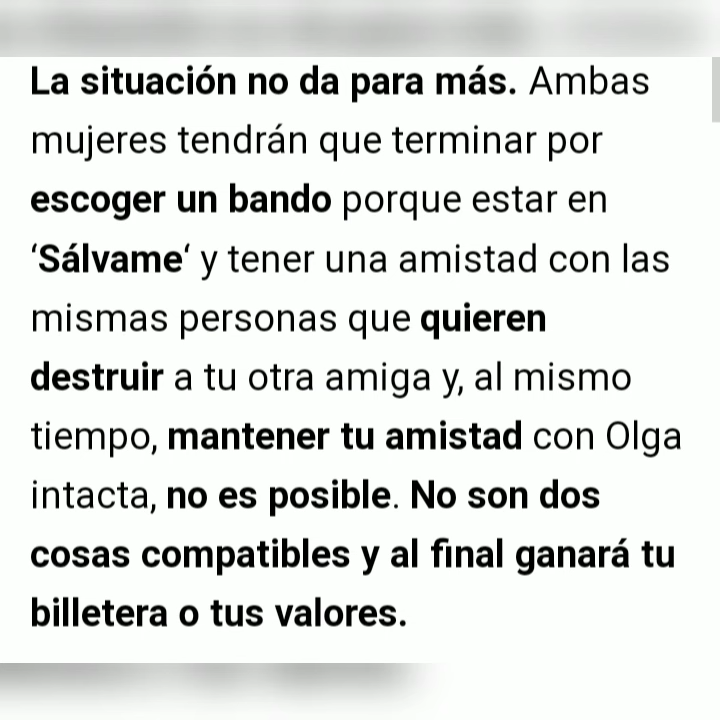 La situación no da para más. Ambas
mujeres tendrán que terminar por
escoger un bando porque estar en
‘Sálvame‘ y tener una amistad con las
mismas personas que quieren
destruir a tu otra amiga y, al mismo
tiempo, mantener tu amistad con Olga
intacta, no es posible. No son dos
cosas compatibles y al final ganará tu
billetera o tus valores.